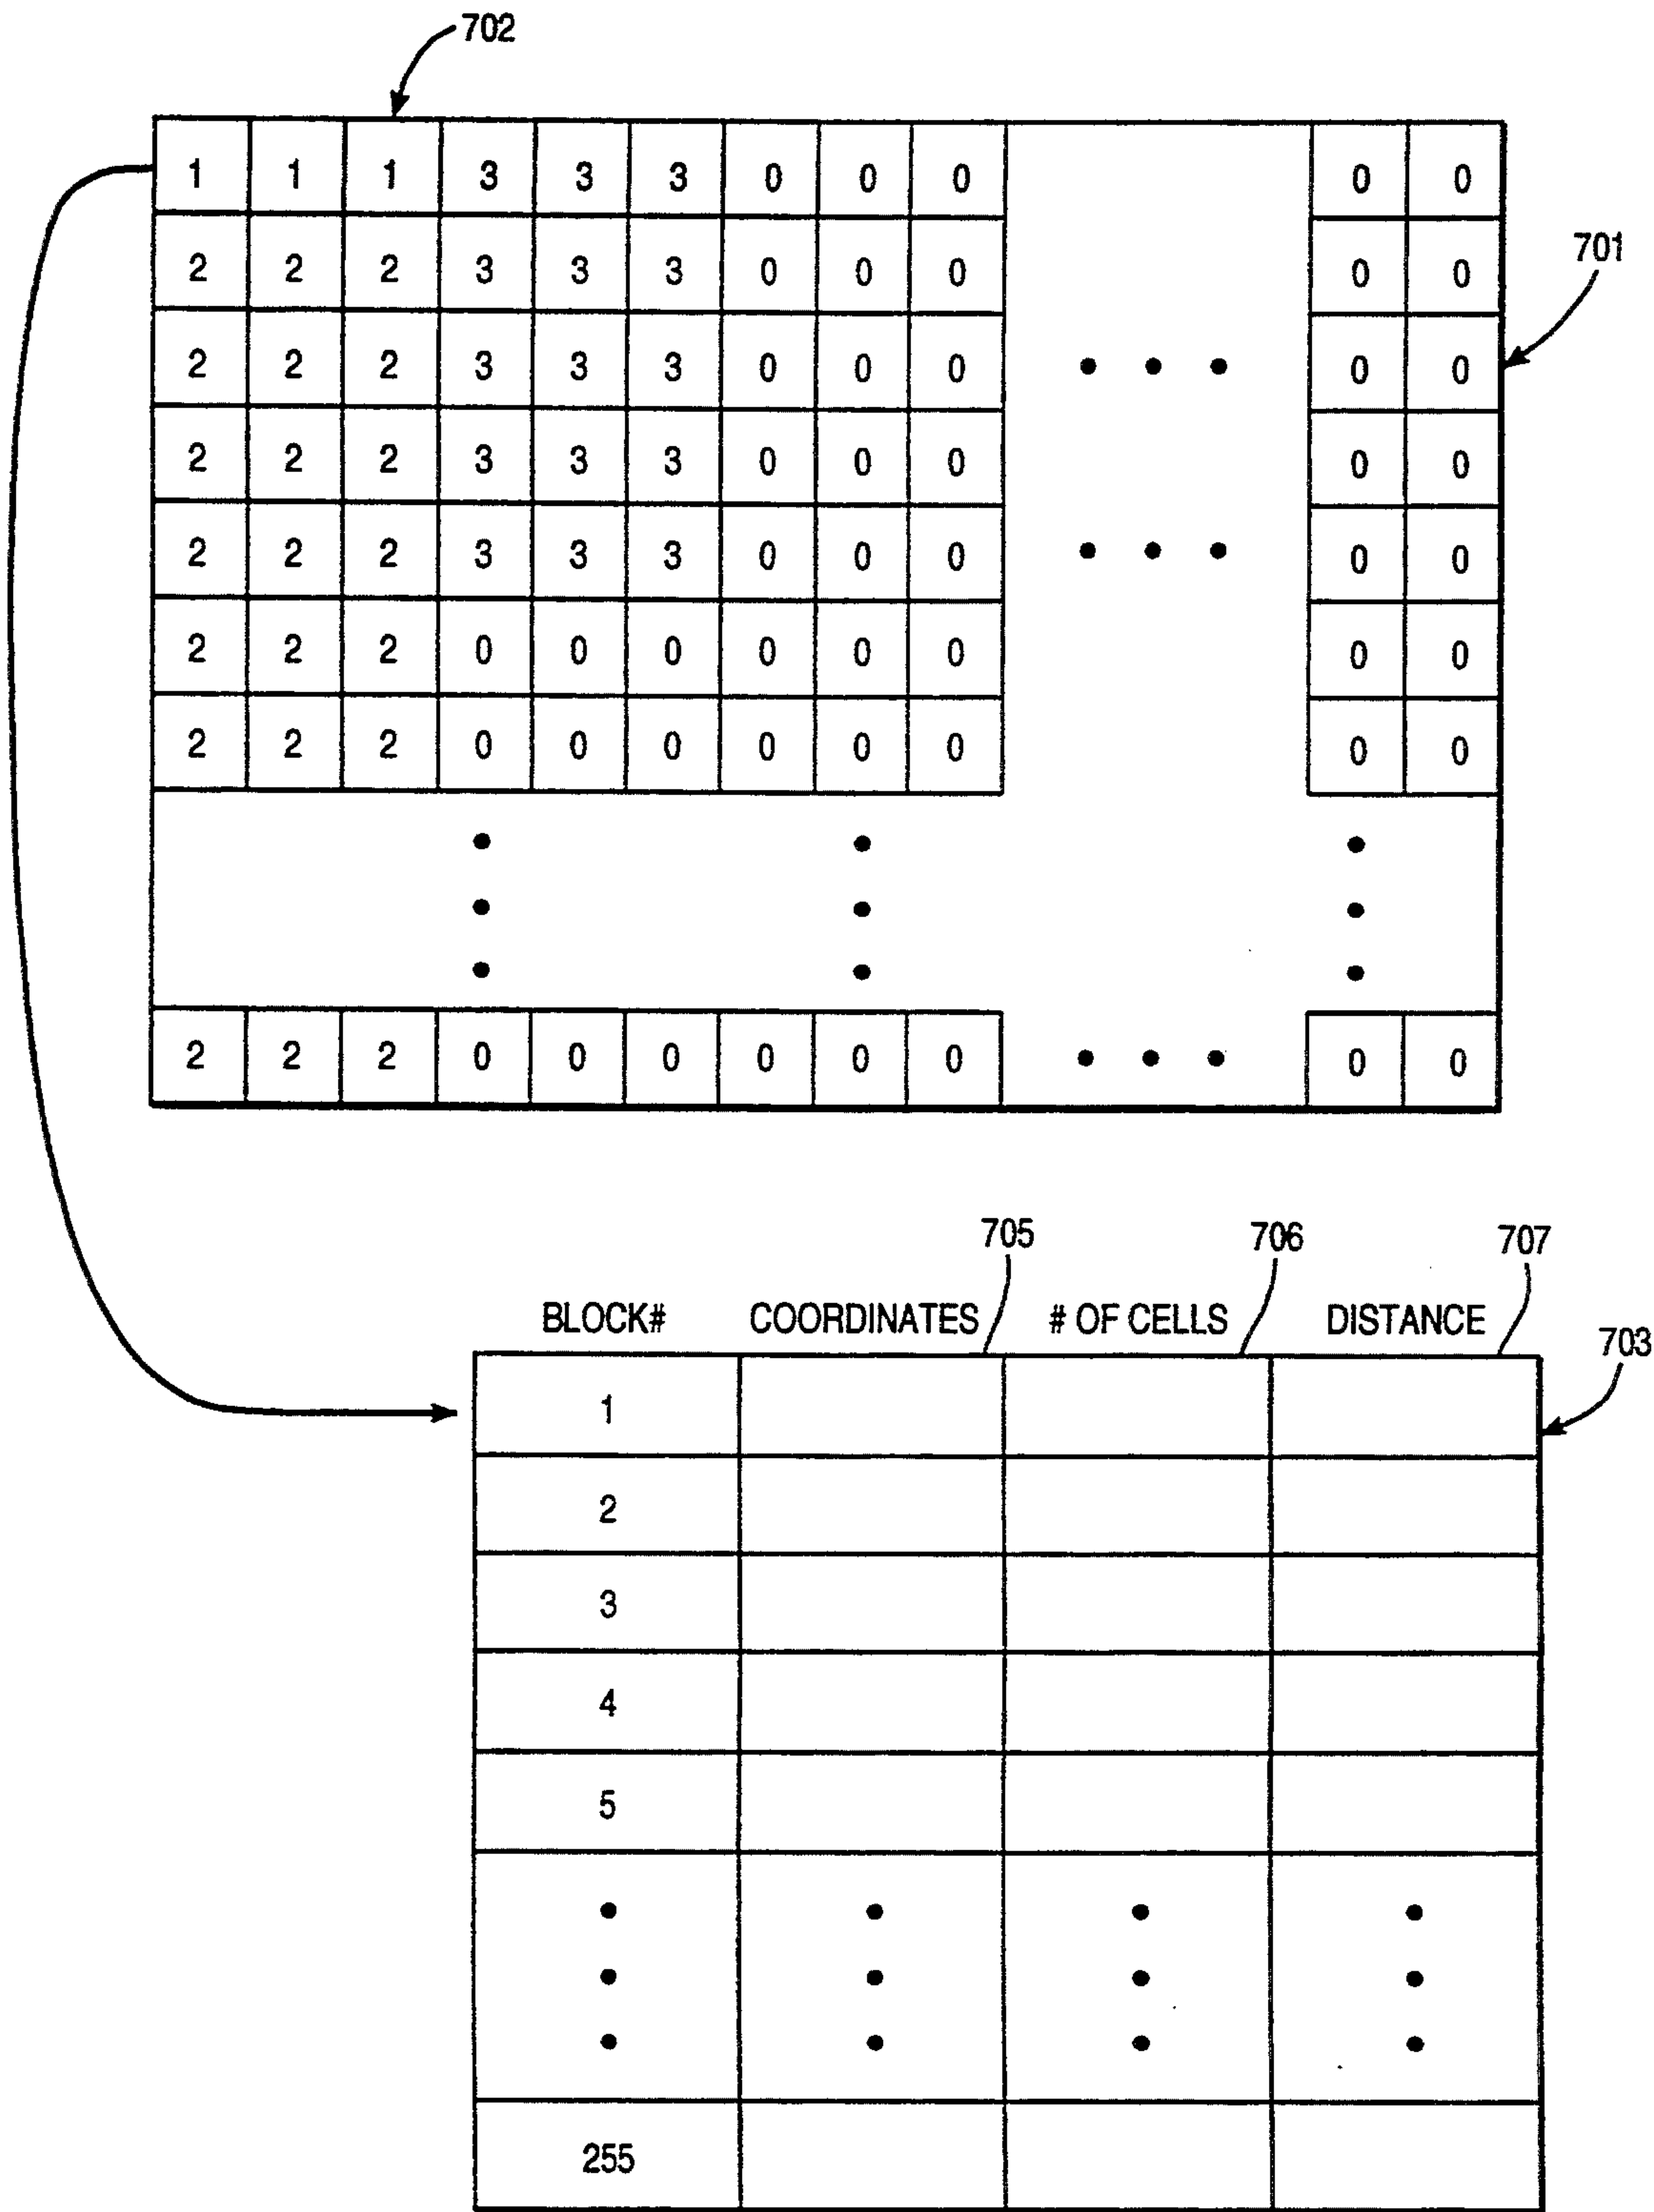 702
1 1 1 3 3 3 0 0 0 0 0
2 2 2 3 3 3 0 0 0 0 0
701
2 2 2 3 3 3 0 0 0 • • • 0 0
2 2 2 3 3 3 0 0 0 0 0
2 2 2 3 3 3 0 0 0 • • • 0 0
2 2 2 0 0 0 0 0 0 0 0
2 2 2 0 0 0 0 0 0 0 0
2 2 2 0 0 0 0 0 0 • • • 0 0
705 706 707
BLOCK# COORDINATES # OF CELLS DISTANCE
703
1
2
3
4
5
255